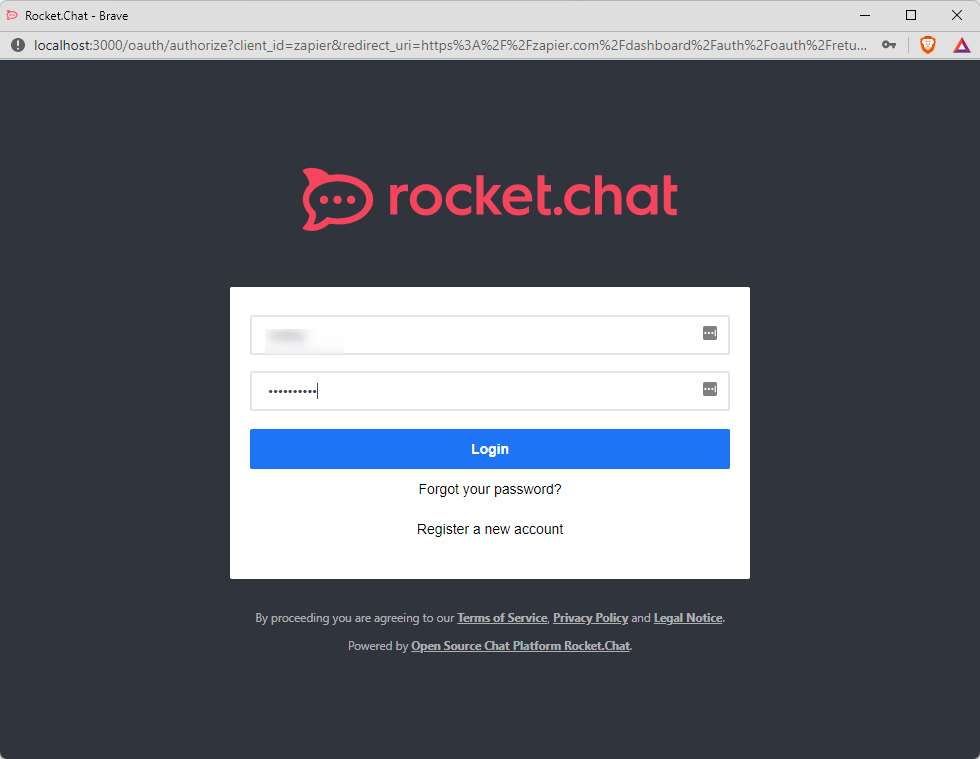 Rocket.Chat - Brave
localhost:3000/oauth/authorize?client_id=zapier&redirect_uri=https%3A%2F%2Fzapier.com%2Fdashboard%2Fauth%2Foauth%2Fretu...
rocket.chat
••••••••••
Login
Forgot your password?
Register a new account
By proceeding you are agreeing to our Terms of Service, Privacy Policy and Legal Notice.
Powered by Open Source Chat Platform Rocket.Chat.